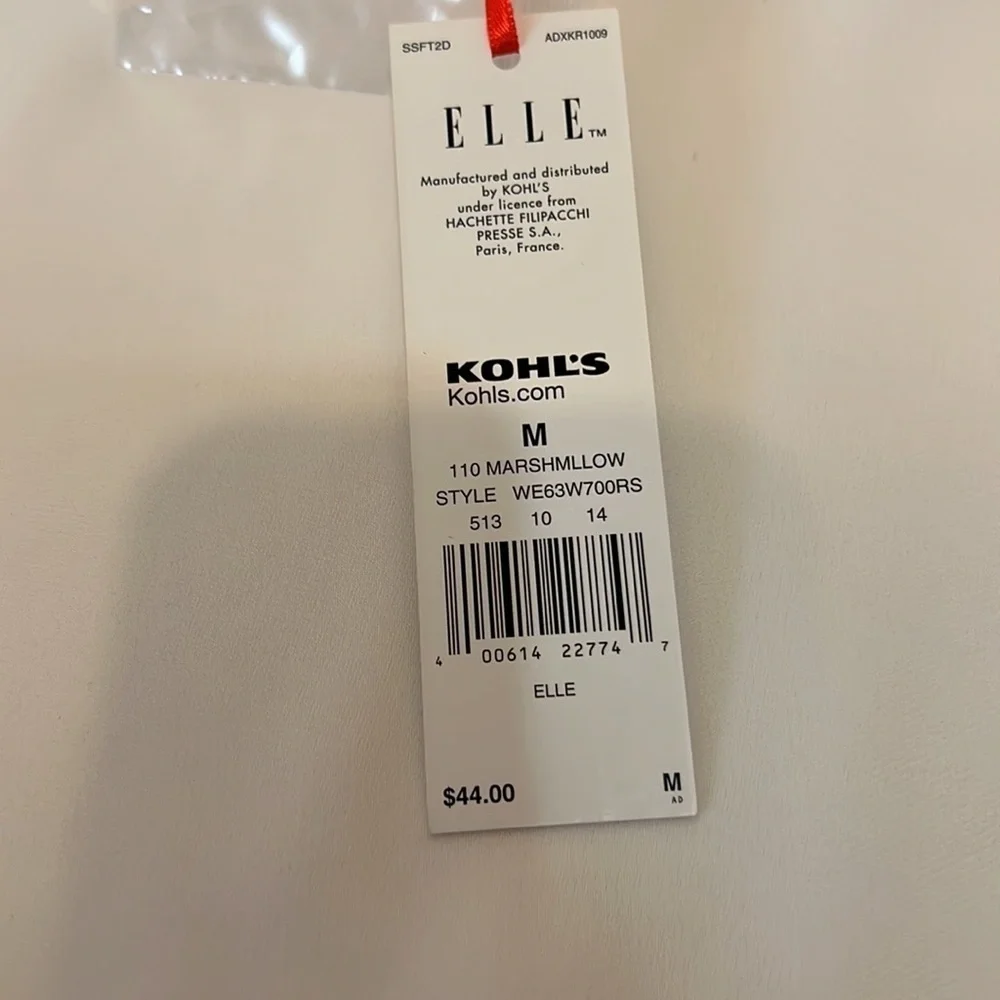 SSFT2D ADXKR1009
ELLE™
Manufactured and distributed
by KOHL'S
under licence from
HACHETTE FILIPACCHI
PRESSE S.A.,
Paris, France.
KOHL'S
Kohls.com
M
110 MARSHMLLOW
STYLE WE63W700RS
513 10 14
4 00614 22774 7
ELLE
$44.00 M
AD